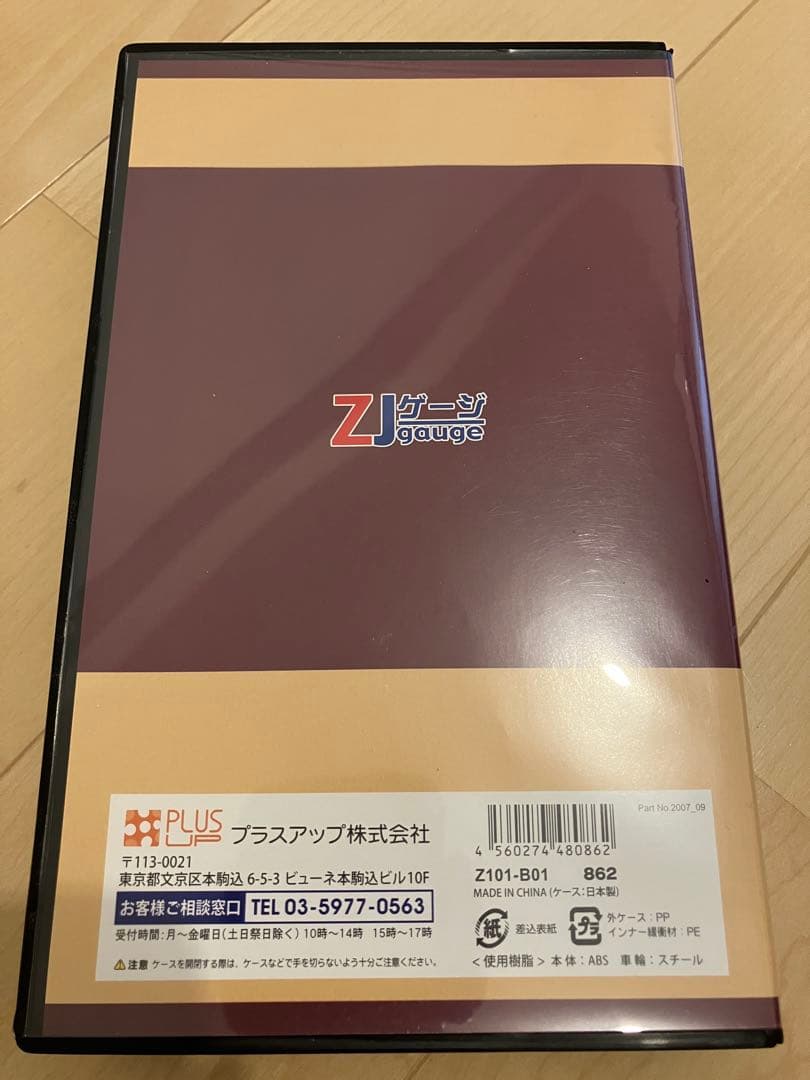 ZJゲージ
gauge
PLUS UP プラスアップ株式会社
〒113-0021
東京都文京区本駒込 6-5-3 ビューネ本駒込ビル10F
お客様ご相談窓口 TEL 03-5977-0563
受付時間：月～金曜日（土日祭日除く）10時～14時 15時～17時
⚠注意 ケースを開閉する際は、ケースなどで手を切らないよう十分ご注意ください。
Part No.2007_09
4 560274 480862
Z101-B01 862
MADE IN CHINA (ケース：日本製)
紙 差込表紙
プラ 外ケース：PP
インナー緩衝材：PE
＜使用樹脂＞本体：ABS 車輪：スチール